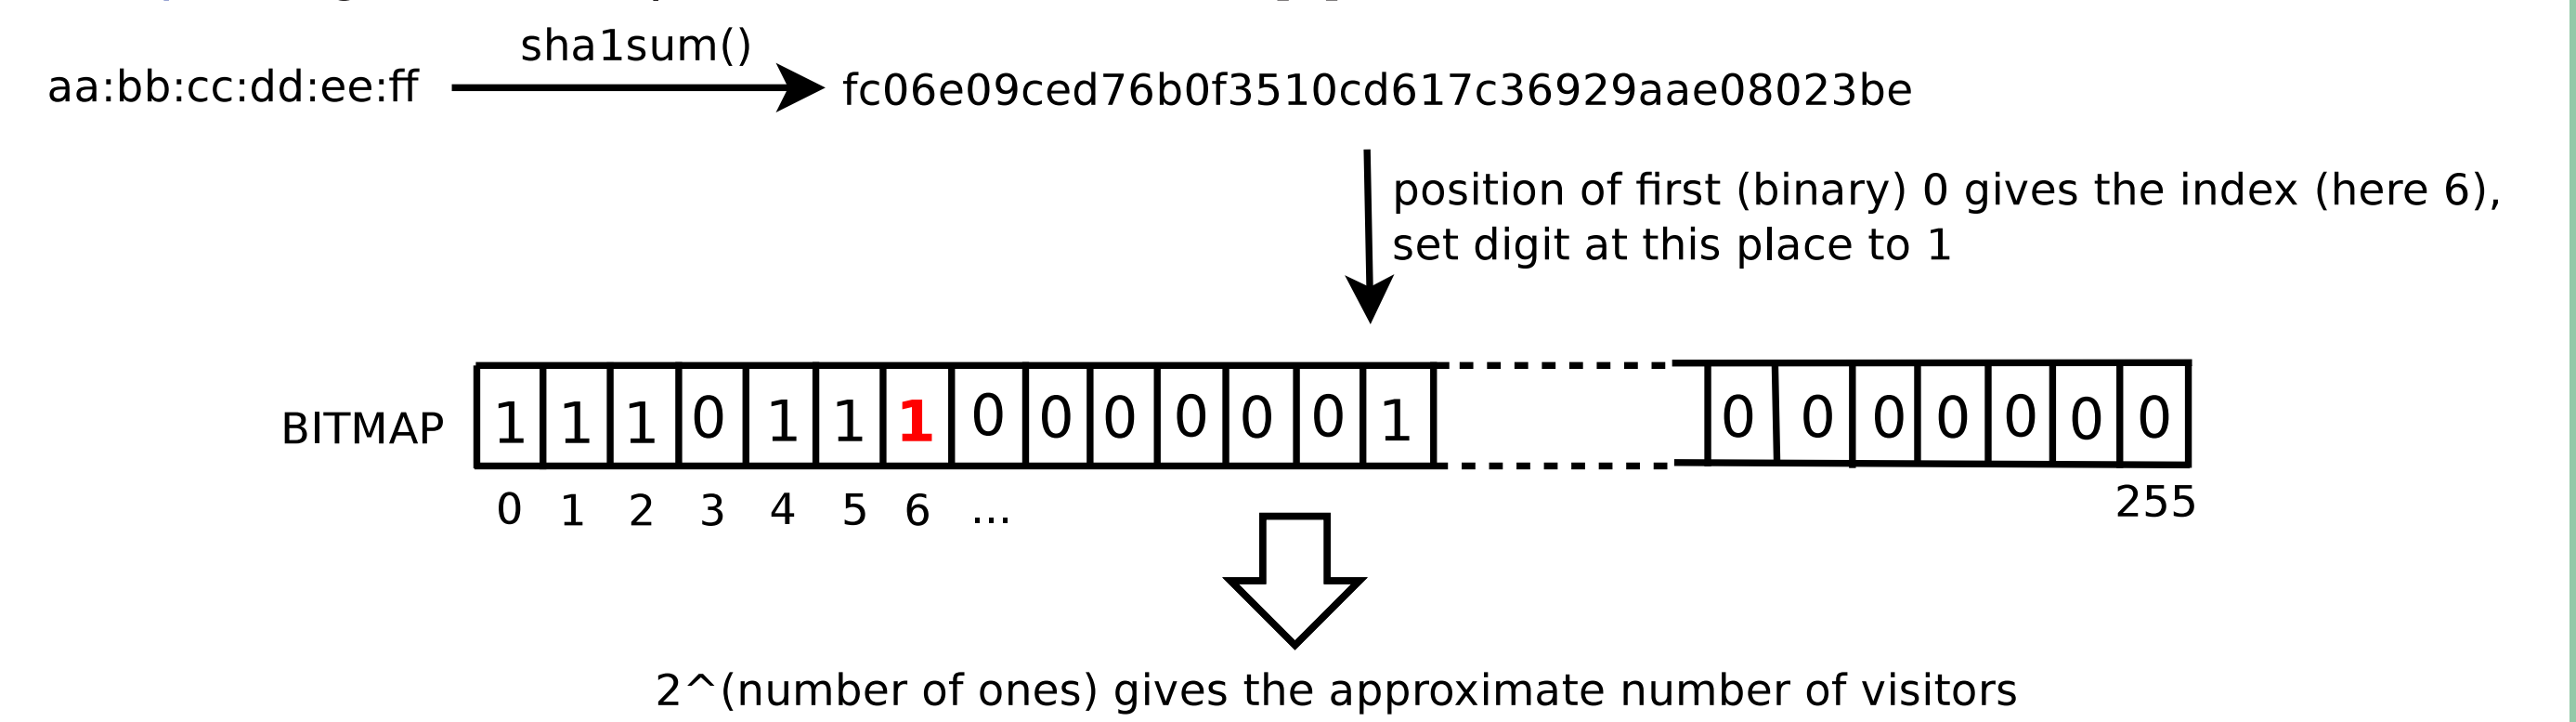 sha1sum()
aa:bb:cc:dd:ee:ff
fc06e09ced76b0f3510cd617c36929aae08023be
position of first (binary) 0 gives the index (here 6),
set digit at this place to 1
BITMAP 1 1 1 0 1 1 1 0 0 0 0 0 0 1 0 0 0 0 0 0 0
0 1 2 3 4 5 6 ... 255
2^(number of ones) gives the approximate number of visitors